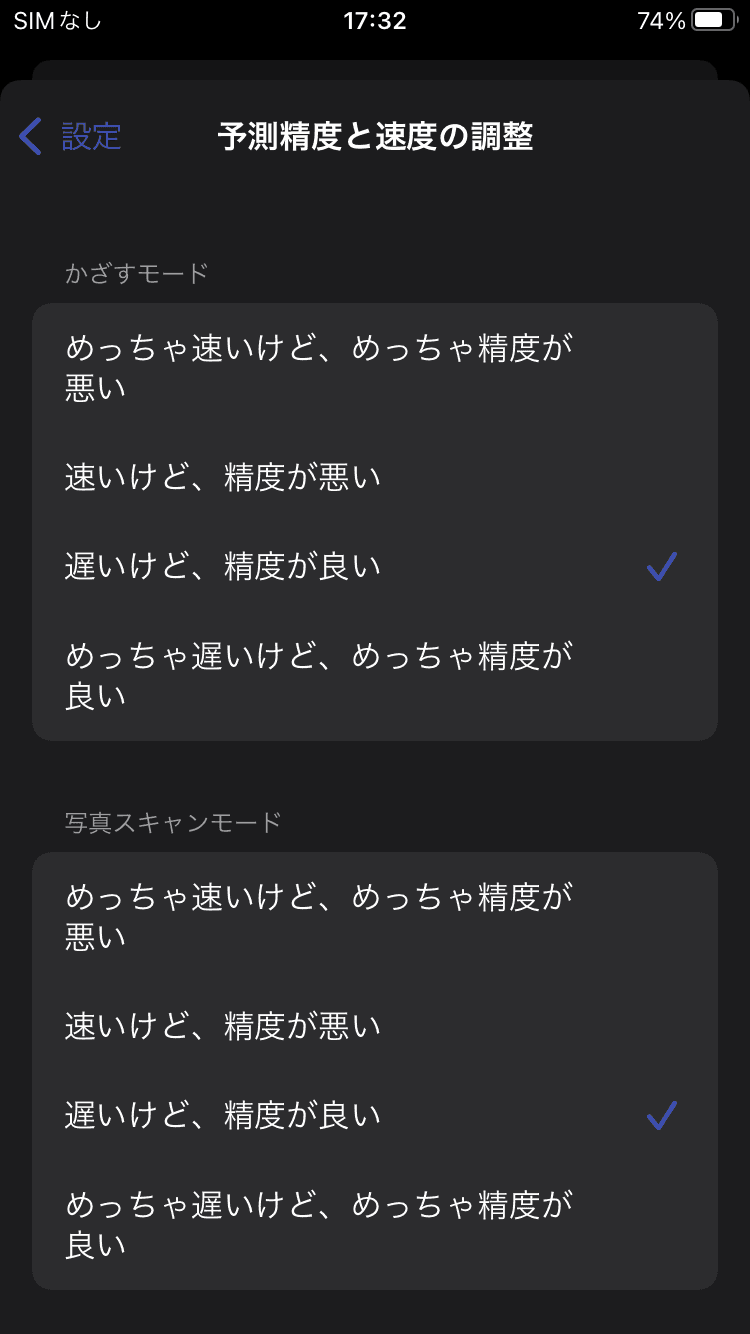 SIMなし 17:32 74%
設定 予測精度と速度の調整
かざすモード
めっちゃ速いけど、めっちゃ精度が
悪い
速いけど、精度が悪い
遅いけど、精度が良い
めっちゃ遅いけど、めっちゃ精度が
良い
写真スキャンモード
めっちゃ速いけど、めっちゃ精度が
悪い
速いけど、精度が悪い
遅いけど、精度が良い
めっちゃ遅いけど、めっちゃ精度が
良い